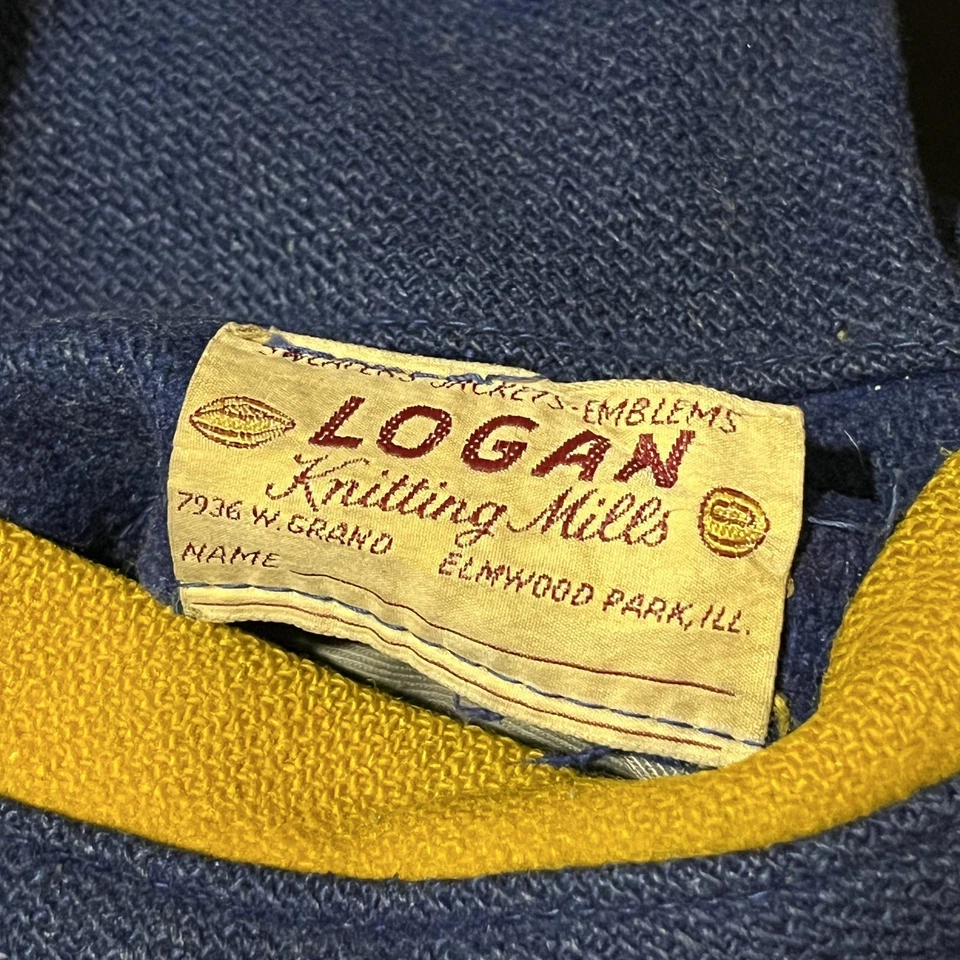 SWEATERS-JACKETS-EMBLEMS
LOGAN
Knitting Mills
7936 W. GRAND ELMWOOD PARK, ILL.
NAME